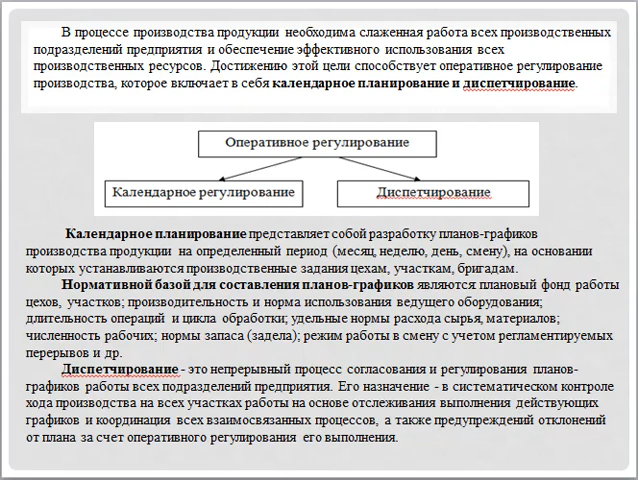 В процессе производства продукции необходима слаженная работа всех производственных
подразделений предприятия и обеспечение эффективного использования всех
производственных ресурсов. Достижению этой цели способствует оперативное регулирование
производства, которое включает в себя календарное планирование и диспетчирование.
Оперативное регулирование
Календарное регулирование
Диспетчирование
Календарное планирование представляет собой разработку планов-графиков
производства продукции на определенный период (месяц, неделю, день, смену), на основании
которых устанавливаются производственные задания цехам, участкам, бригадам.
Нормативной базой для составления планов-графиков являются плановый фонд работы
цехов, участков; производительность и норма использования ведущего оборудования;
длительность операций и цикла обработки; удельные нормы расхода сырья, материалов;
численность рабочих; нормы запаса (задела); режим работы в смену с учетом регламентируемых
перерывов и др.
Диспетчирование - это непрерывный процесс согласования и регулирования планов-
графиков работы всех подразделений предприятия. Его назначение - в систематическом контроле
хода производства на всех участках работы на основе отслеживания выполнения действующих
графиков и координация всех взаимосвязанных процессов, а также предупреждений отклонений
от плана за счет оперативного регулирования его выполнения.